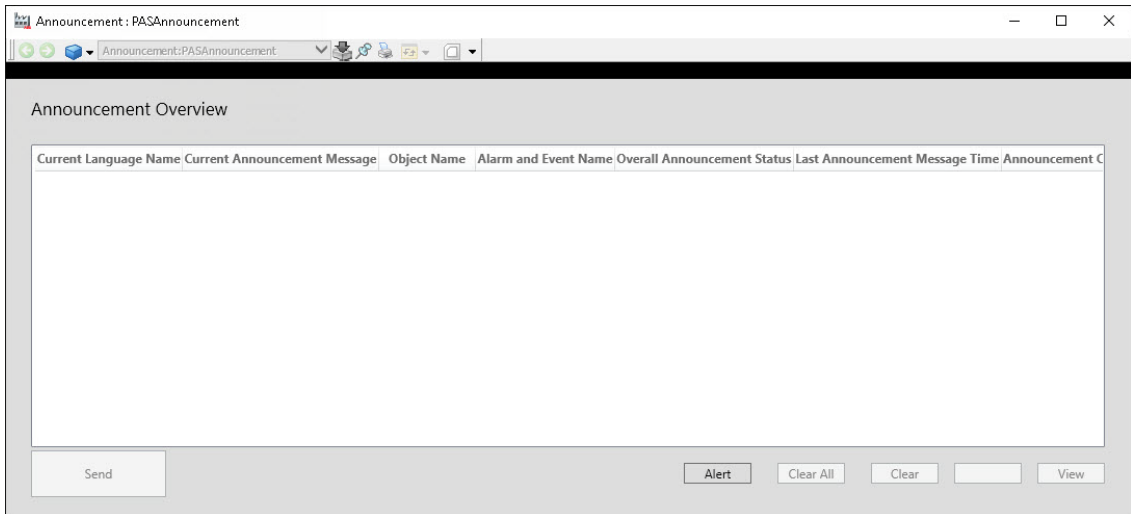 Announcement : PASAnnouncement
Announcement:PASAnnouncement
Announcement Overview
Current Language Name Current Announcement Message Object Name Alarm and Event Name Overall Announcement Status Last Announcement Message Time Announcement C
Send Alert Clear All Clear View